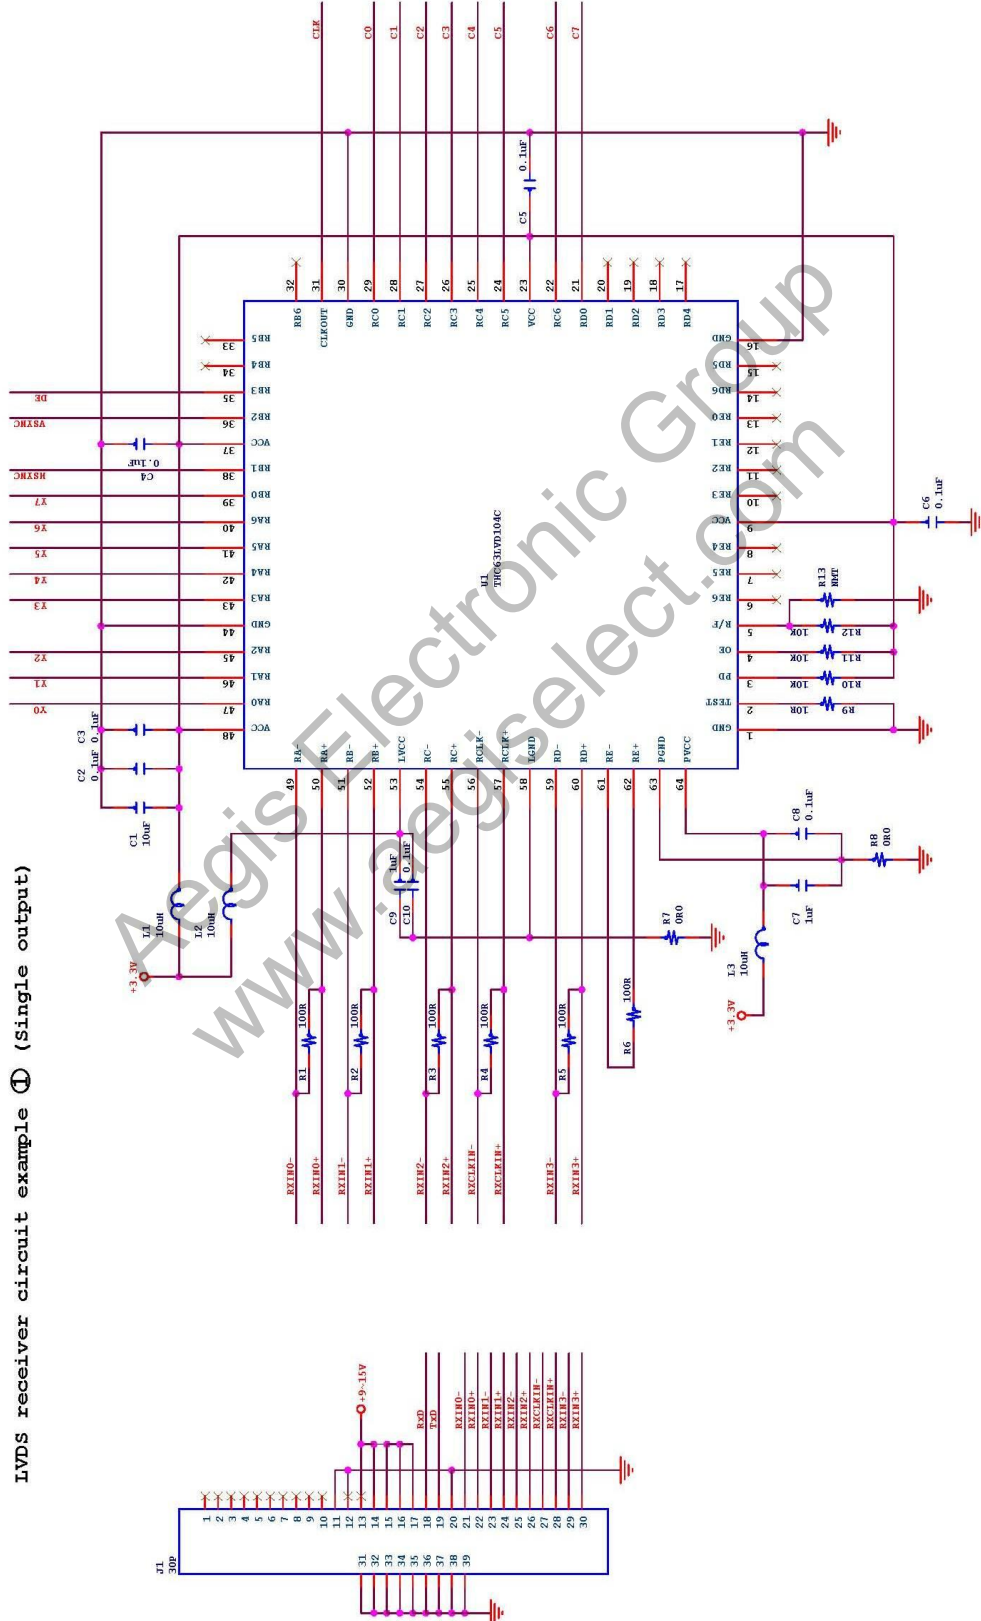 LVDS receiver circuit example ① (Single output)
CLK
C0
C1
C2
C3
C4
C5
C6
C7
0.1uF
C5
32
31
30
29
28
27
26
25
24
23
22
21
20
19
18
17
RB6
CLKOUT
GND
RC0
RC1
RC2
RC3
RC4
RC5
VCC
RC6
RD0
RD1
RD2
RD3
RD4
DE
VSYNC
HSYNC
Y7
Y6
Y5
Y4
Y3
Y2
Y1
Y0
C4
0.1uF
33 RB5
34 RB4
35 RB3
36 RB2
37 VCC
38 RB1
39 RB0
40 RA6
41 RA5
42 RA4
43 RA3
44 GND
45 RA2
46 RA1
47 RA0
48 VCC
GND 16
RD5 15
RD6 14
RE0 13
RE1 12
RE2 11
RE3 10
VCC 9
RE4 8
RE5 7
RE6 6
R/F 5
OE 4
PD 3
TEST 2
GND 1
U1
THC63LVD104C
C6
0.1uF
R13
NMT
10K R12
10K R11
10K R10
10K R9
C3
0.1uF
C2
0.1uF
C1
10uF
RA-
RA+
RB-
RB+
LVCC
RC-
RC+
RCLK-
RCLK+
LGND
RD-
RD+
RE-
RE+
PGND
PVCC
49
50
51
52
53
54
55
56
57
58
59
60
61
62
63
64
L1
10uH
L2
10uH
+3.3V
C9
1uF
C10
0.1uF
R7
0R0
C8
0.1uF
C7
1uF
R8
0R0
L3
10uH
+3.3V
R1
100R
R2
100R
R3
100R
R4
100R
R5
100R
R6
100R
RXIN0-
RXIN0+
RXIN1-
RXIN1+
RXIN2-
RXIN2+
RXCLKIN-
RXCLKIN+
RXIN3-
RXIN3+
+9~15V
RxD
TxD
RXIN0-
RXIN0+
RXIN1-
RXIN1+
RXIN2-
RXIN2+
RXCLKIN-
RXCLKIN+
RXIN3-
RXIN3+
J1
30P
1
2
3
4
5
6
7
8
9
10
11
12
13
14
15
16
17
18
19
20
21
22
23
24
25
26
27
28
29
30
31
32
33
34
35
36
37
38
39
Aegis Electronic Group
www.aegiselect.com